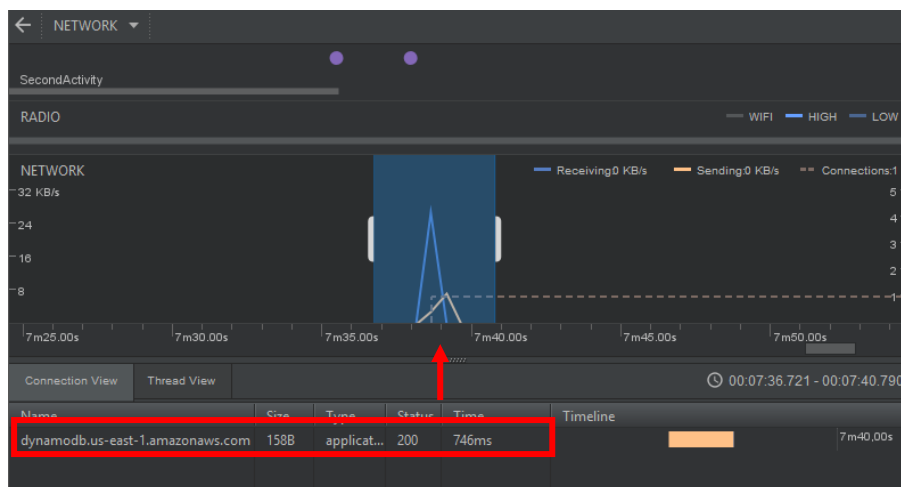 NETWORK
SecondActivity
RADIO
WIFI HIGH LOW
NETWORK
Receiving:0 KB/s Sending:0 KB/s Connections:1
32 KB/s 5
24 4
16 3
8 2
1
7m25.00s 7m30.00s 7m35.00s 7m40.00s 7m45.00s 7m50.00s
Connection View Thread View 00:07:36.721 - 00:07:40.790
Name Size Type Status Time Timeline
dynamodb.us-east-1.amazonaws.com 158B applicat... 200 746ms 7m40,00s